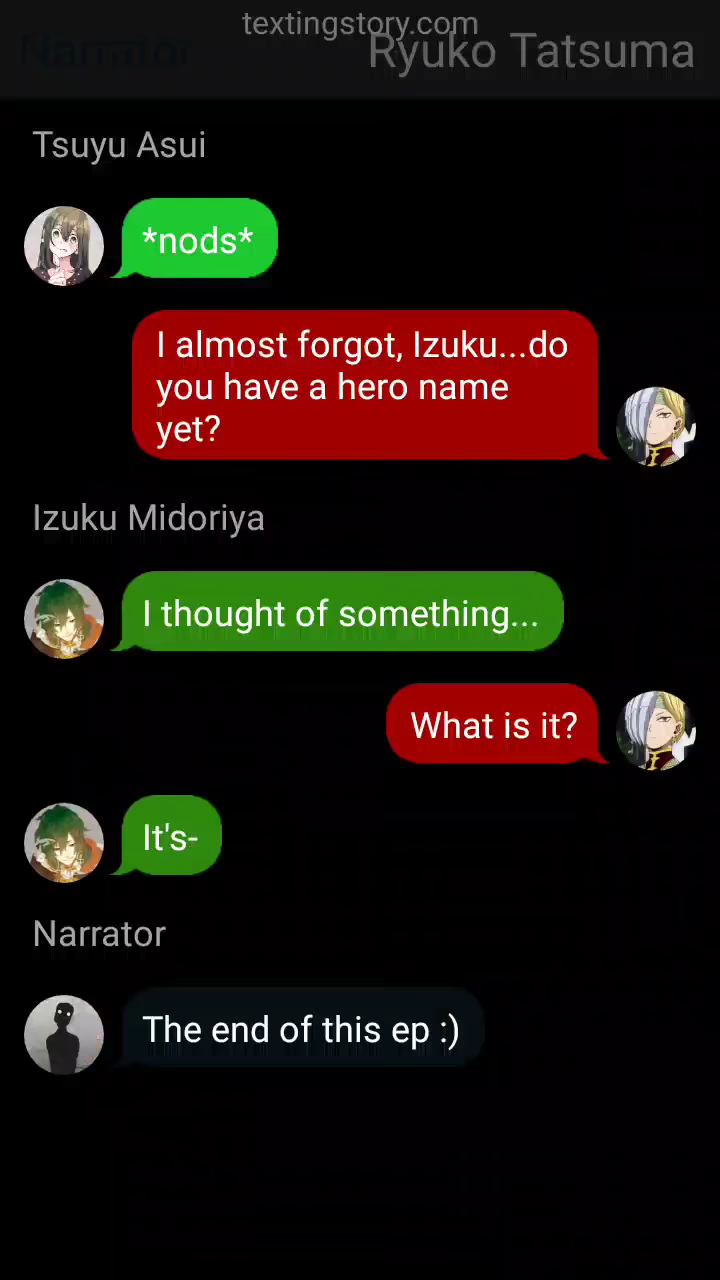 textingstory.com
Narrator
Ryuko Tatsuma
Tsuyu Asui
*nods*
I almost forgot, Izuku...do
you have a hero name
yet?
Izuku Midoriya
I thought of something...
What is it?
It's-
Narrator
The end of this ep :)